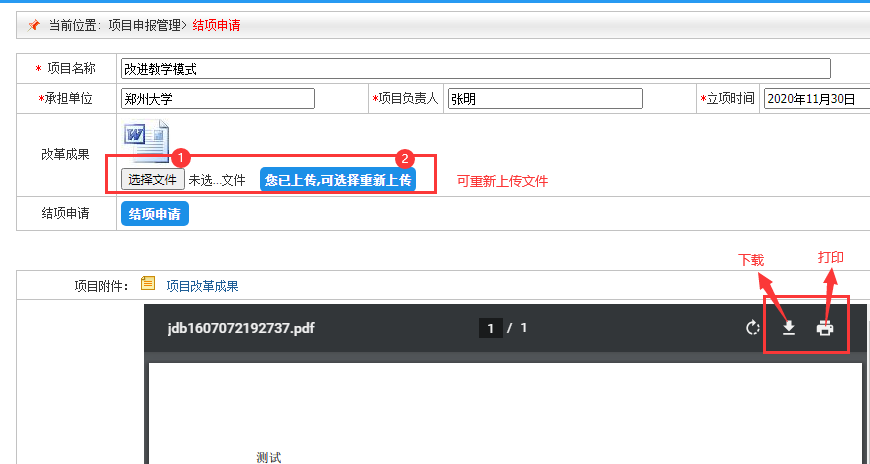 当前位置：项目申报管理> 结项申请
* 项目名称 改进教学模式
*承担单位 郑州大学 *项目负责人 张明 *立项时间 2020年11月30日
改革成果
1 2
选择文件 未选...文件 您已上传,可选择重新上传 可重新上传文件
结项申请 结项申请
下载 打印
项目附件： 项目改革成果
jdb1607072192737.pdf 1 / 1
测试